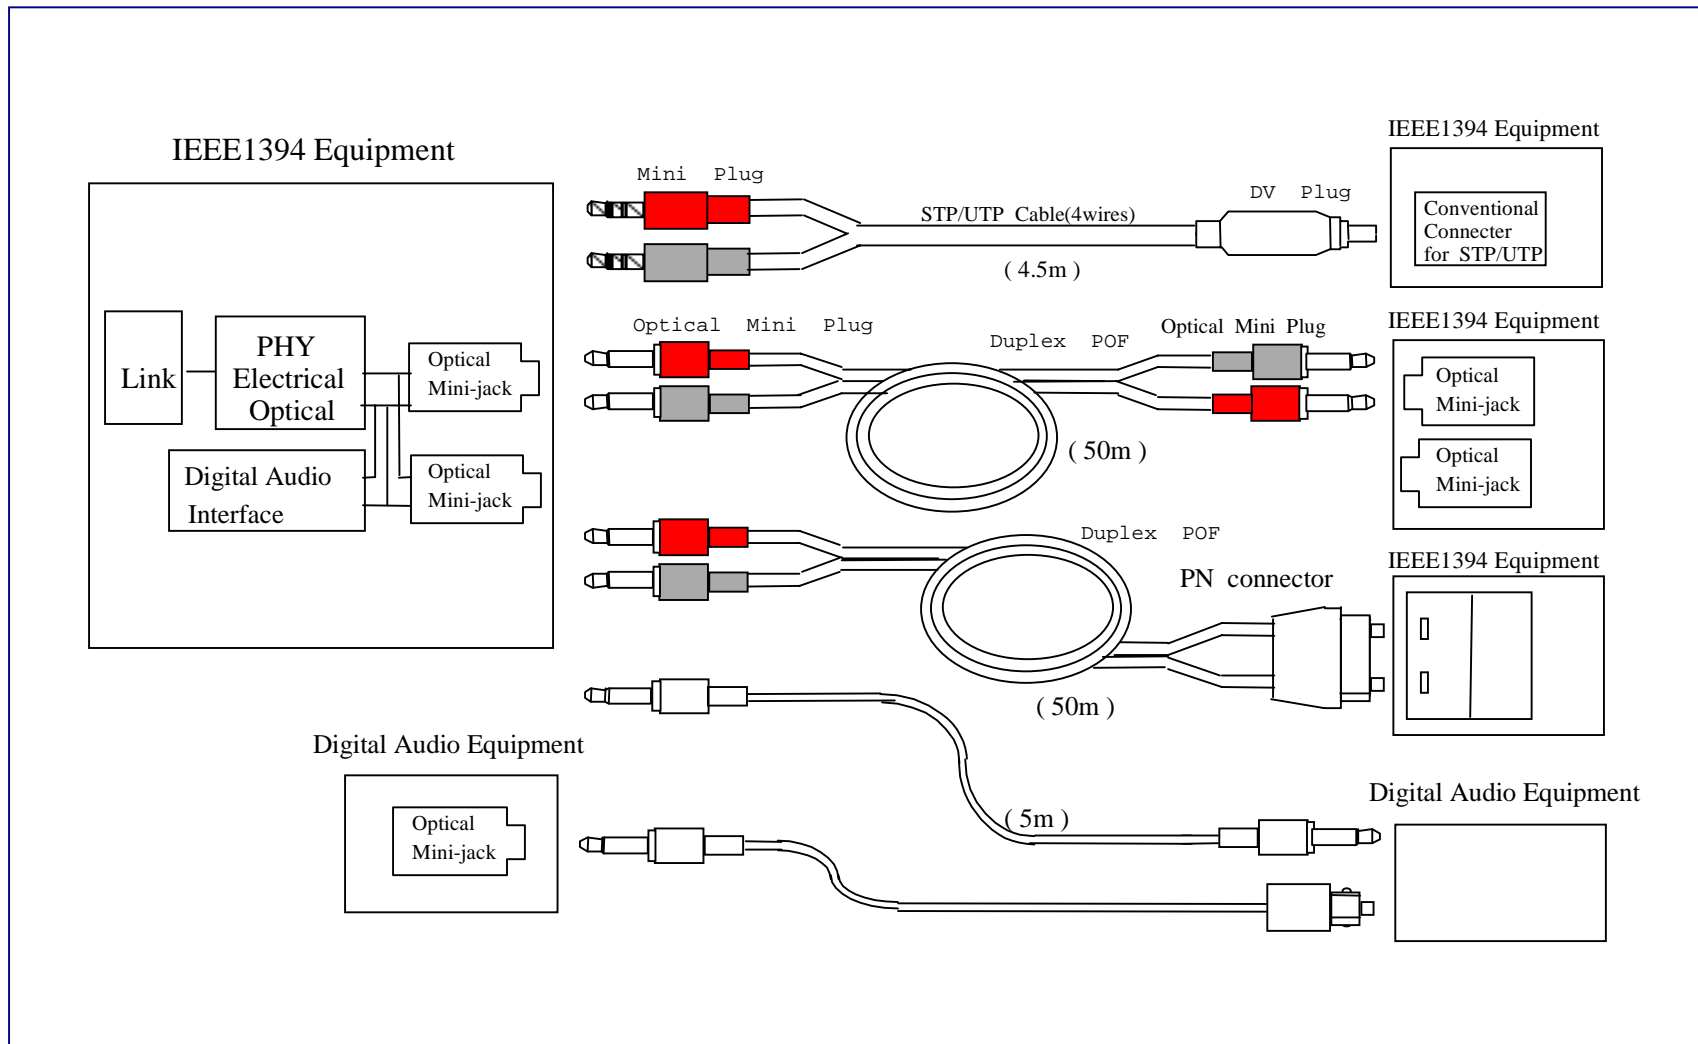 IEEE1394 Equipment
Link
PHY
Electrical
Optical
Optical
Mini-jack
Digital Audio
Interface
Optical
Mini-jack
Mini Plug
STP/UTP Cable(4wires)
( 4.5m )
DV Plug
IEEE1394 Equipment
Conventional
Connecter
for STP/UTP
Optical Mini Plug
Duplex POF
Optical Mini Plug
( 50m )
IEEE1394 Equipment
Optical
Mini-jack
Optical
Mini-jack
Duplex POF
PN connector
( 50m )
IEEE1394 Equipment
Digital Audio Equipment
Optical
Mini-jack
( 5m )
Digital Audio Equipment